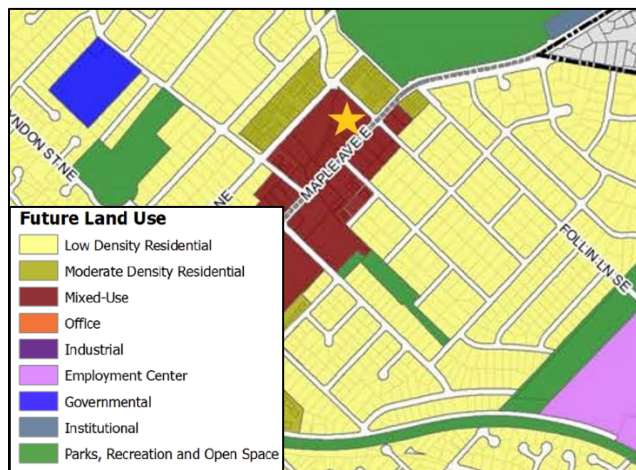 YNDON ST NE
NE
MAPLE AVE E
FOLLIN LN SE
Future Land Use
Low Density Residential
Moderate Density Residential
Mixed-Use
Office
Industrial
Employment Center
Governmental
Institutional
Parks, Recreation and Open Space